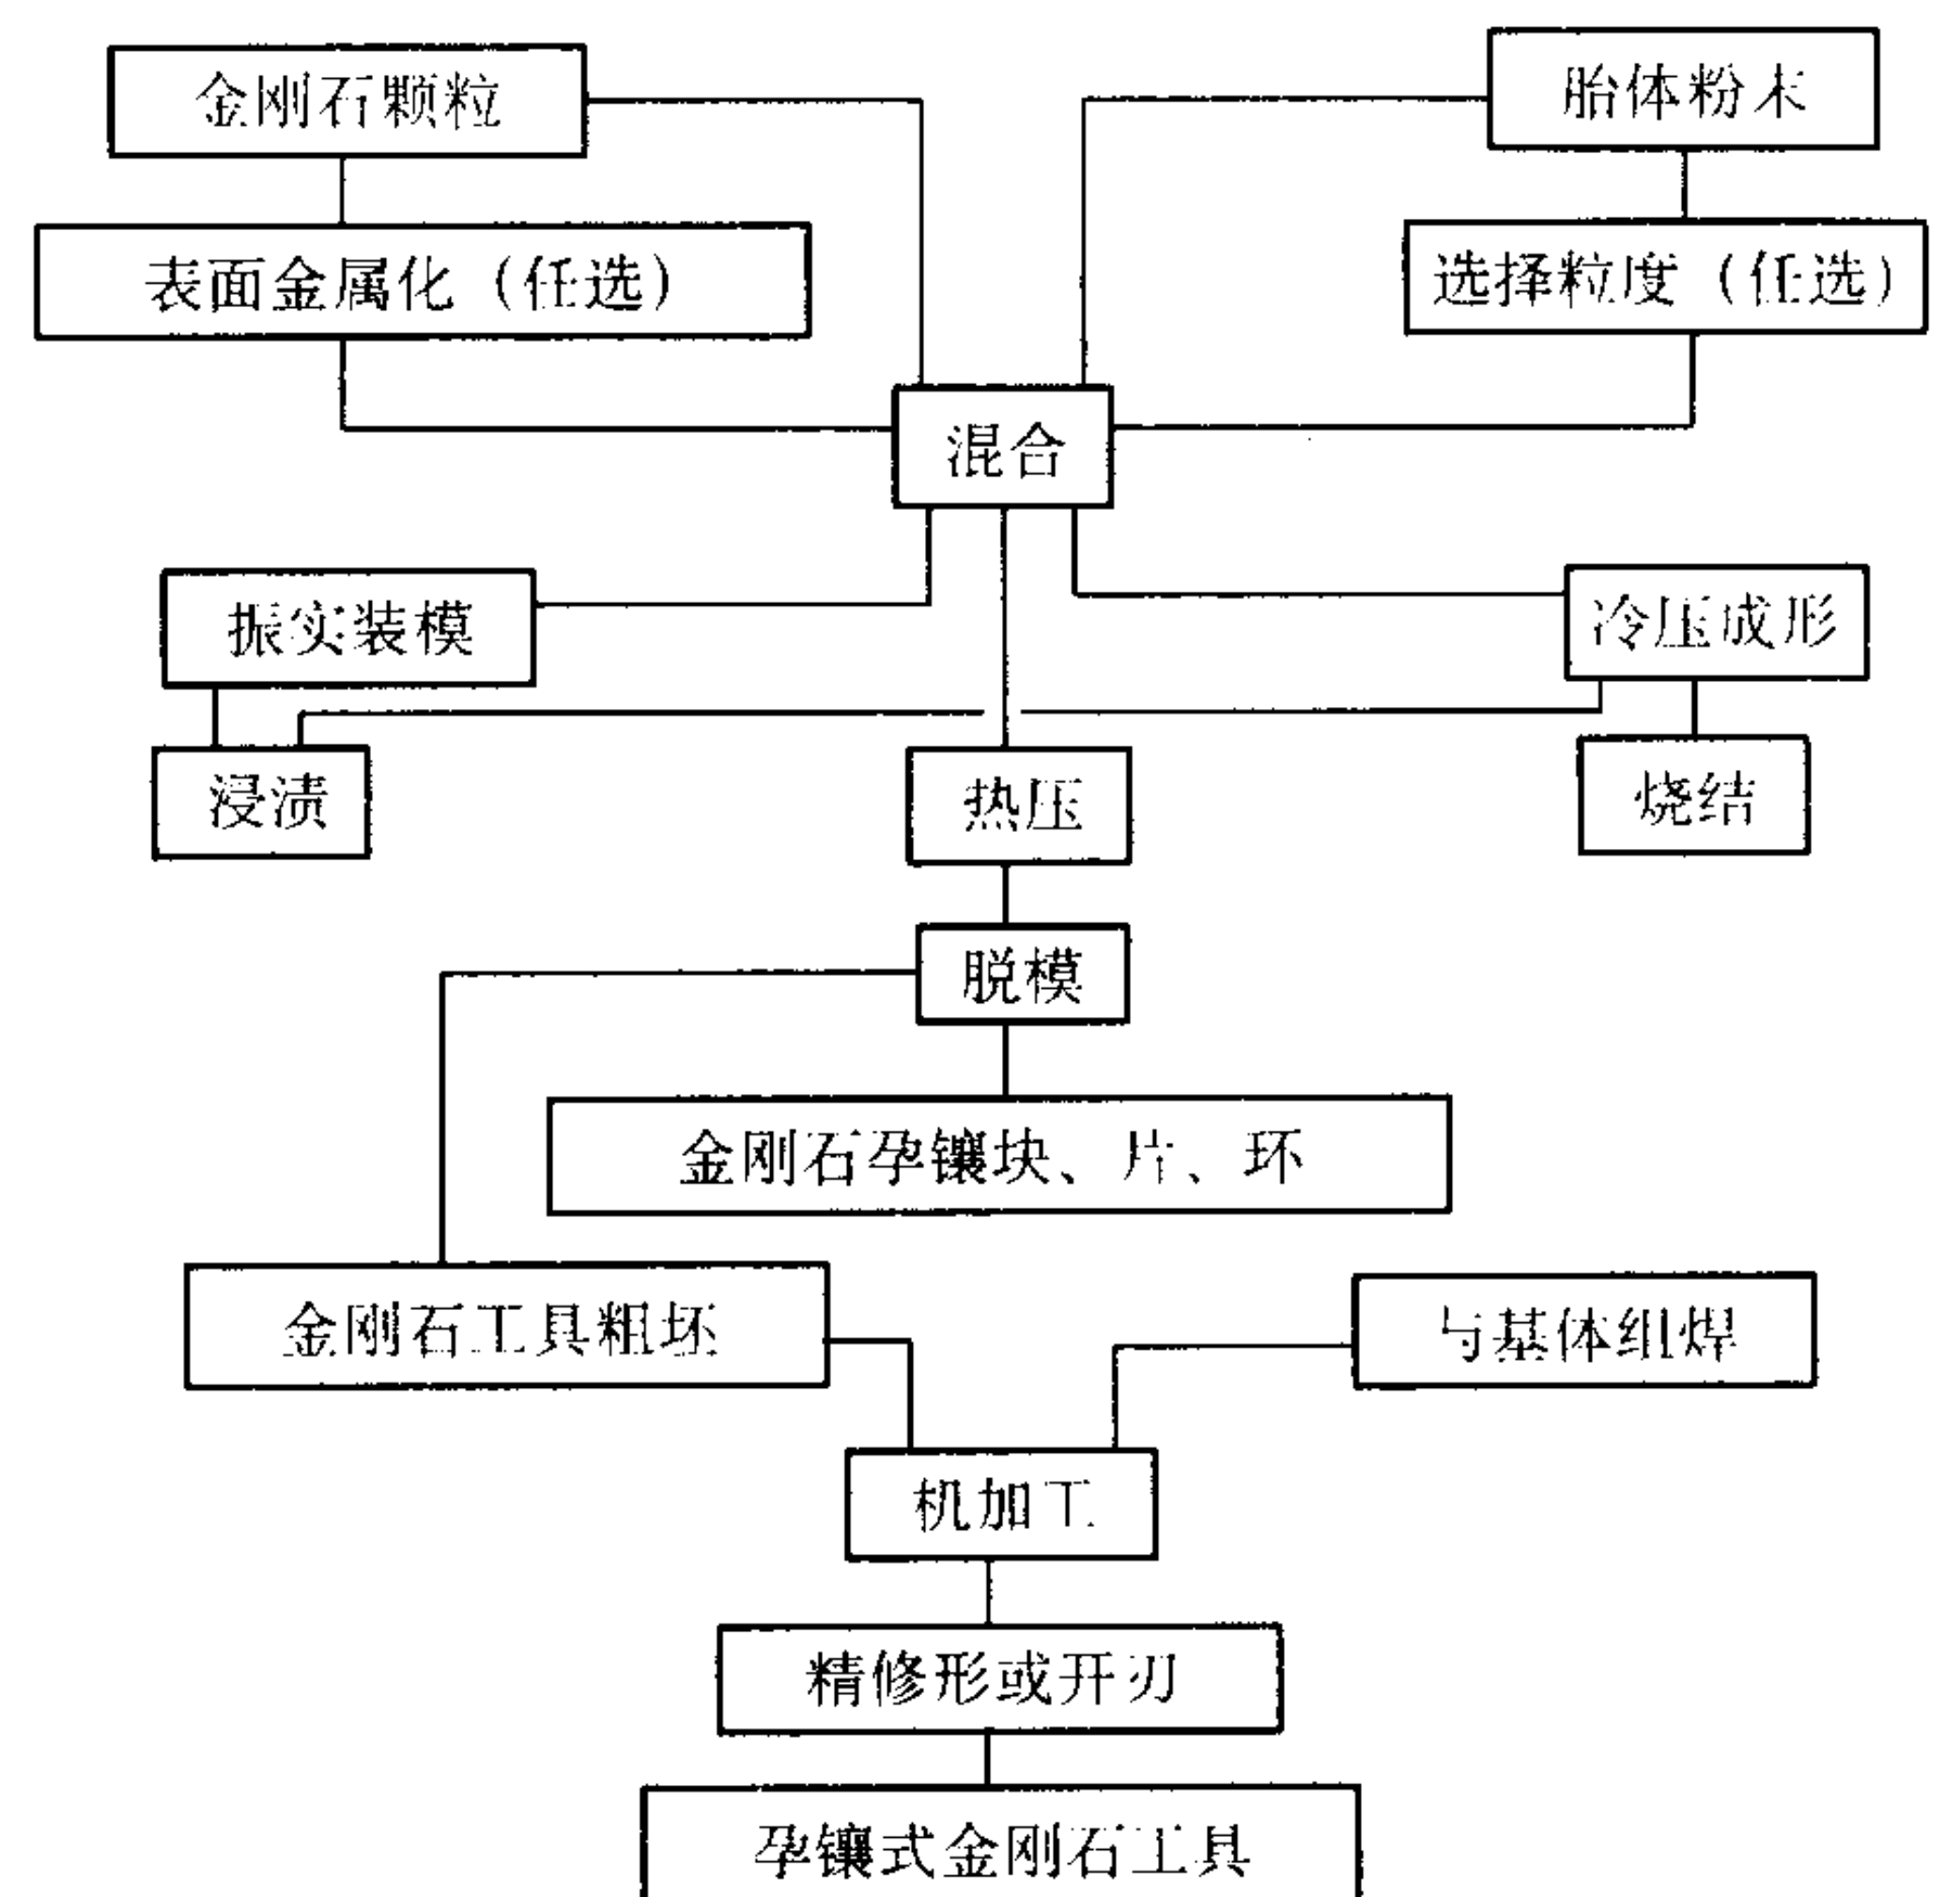 金刚石颗粒
胎体粉末
表面金属化（任选）
选择粒度（任选）
混合
振实装模
冷压成形
浸渍
热压
烧结
脱模
金刚石孕镶块、片、环
金刚石工具粗坯
与基体组焊
机加工
精修形或开刃
孕镶式金刚石工具